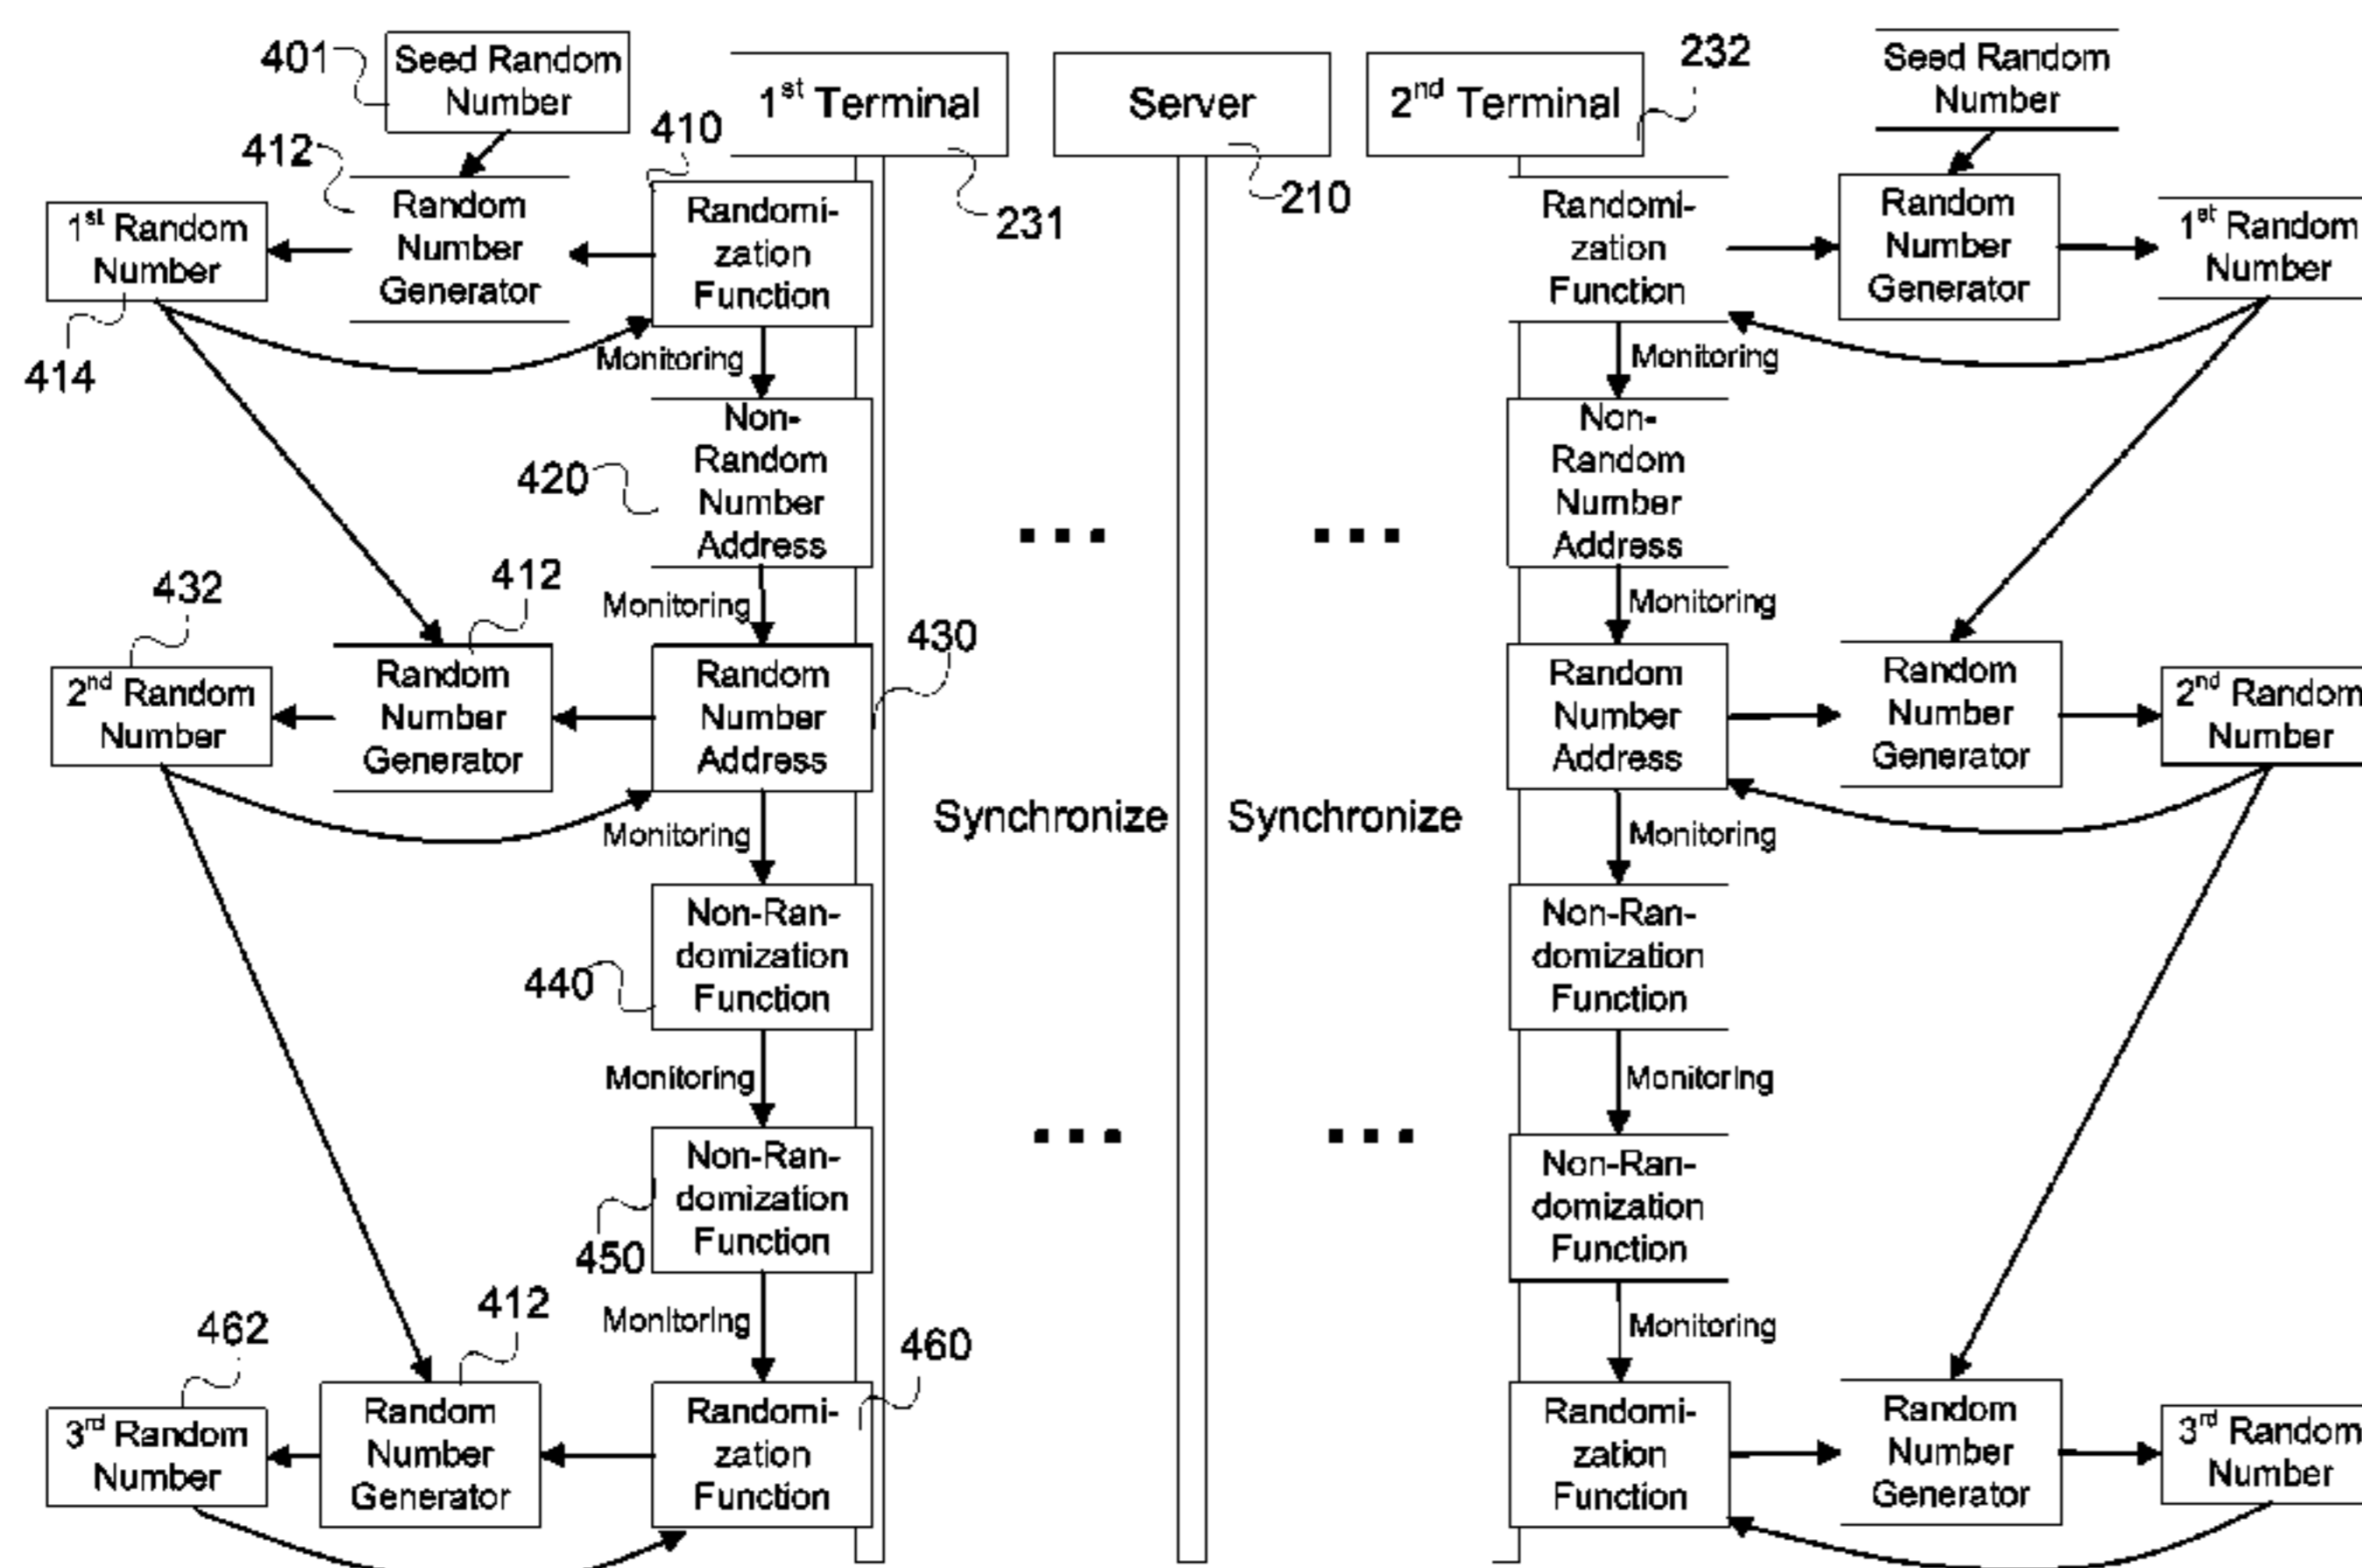 401
Seed Random
Number
1st Terminal
Server
2nd Terminal
232
Seed Random
Number
412
410
231
210
1st Random
Number
414
Random
Number
Generator
Randomi-
zation
Function
Randomi-
zation
Function
Random
Number
Generator
1st Random
Number
Monitoring
Monitoring
420
Non-
Random
Number
Address
...
...
Non-
Random
Number
Address
Monitoring
Monitoring
432
412
430
2nd Random
Number
Random
Number
Generator
Random
Number
Address
Random
Number
Address
Random
Number
Generator
2nd Random
Number
Monitoring
Synchronize
Synchronize
Monitoring
440
Non-Ran-
domization
Function
Non-Ran-
domization
Function
Monitoring
Monitoring
450
Non-Ran-
domization
Function
...
...
Non-Ran-
domization
Function
Monitoring
Monitoring
462
412
460
3rd Random
Number
Random
Number
Generator
Randomi-
zation
Function
Randomi-
zation
Function
Random
Number
Generator
3rd Random
Number